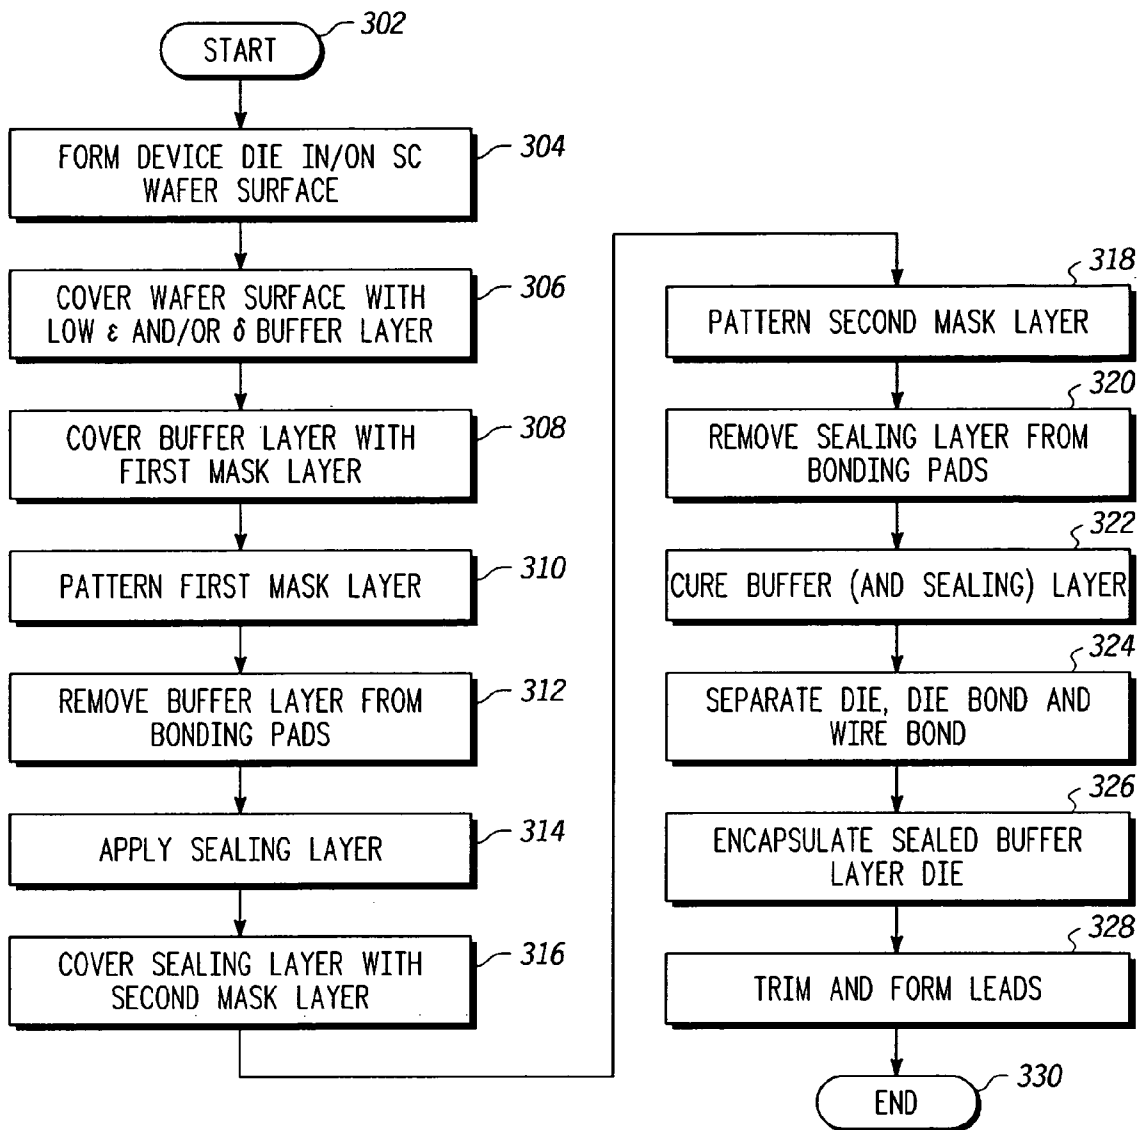 START
302
FORM DEVICE DIE IN/ON SC
WAFER SURFACE
304
COVER WAFER SURFACE WITH
LOW ε AND/OR δ BUFFER LAYER
306
COVER BUFFER LAYER WITH
FIRST MASK LAYER
308
PATTERN FIRST MASK LAYER
310
REMOVE BUFFER LAYER FROM
BONDING PADS
312
APPLY SEALING LAYER
314
COVER SEALING LAYER WITH
SECOND MASK LAYER
316
318
PATTERN SECOND MASK LAYER
320
REMOVE SEALING LAYER FROM
BONDING PADS
322
CURE BUFFER (AND SEALING) LAYER
324
SEPARATE DIE, DIE BOND AND
WIRE BOND
326
ENCAPSULATE SEALED BUFFER
LAYER DIE
328
TRIM AND FORM LEADS
END
330